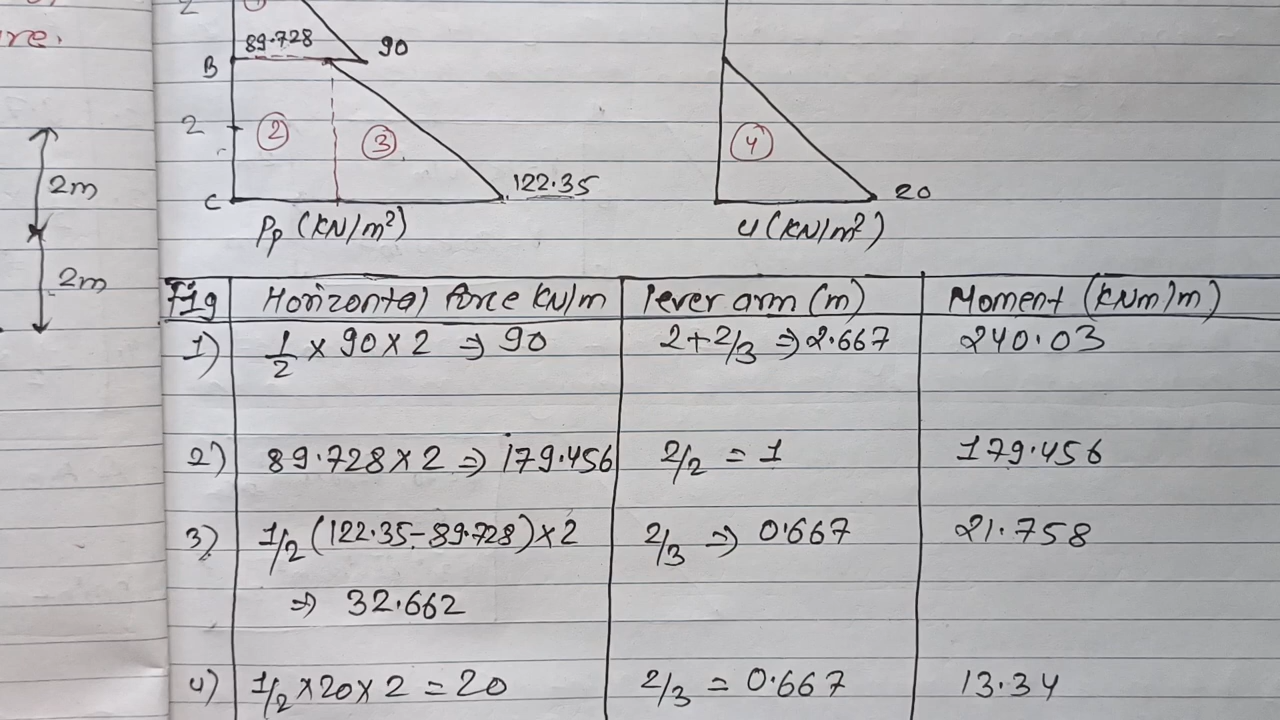 2
1
re.
89.728
90
B
2
2
3
4
2m
C
122.35
20
Pp (KN/m²)
u (KN/m²)
2m
Fig Horizontal force KN/m lever arm (m) Moment (KNm/m)
1) 1/2 × 90 × 2 ⇒ 90 2+2/3 ⇒ 2.667 240.03
2) 89.728 × 2 ⇒ 179.456 2/2 = 1 179.456
3) 1/2 (122.35-89.728) × 2 2/3 ⇒ 0.667 21.758
⇒ 32.662
4) 1/2 × 20 × 2 = 20 2/3 = 0.667 13.34